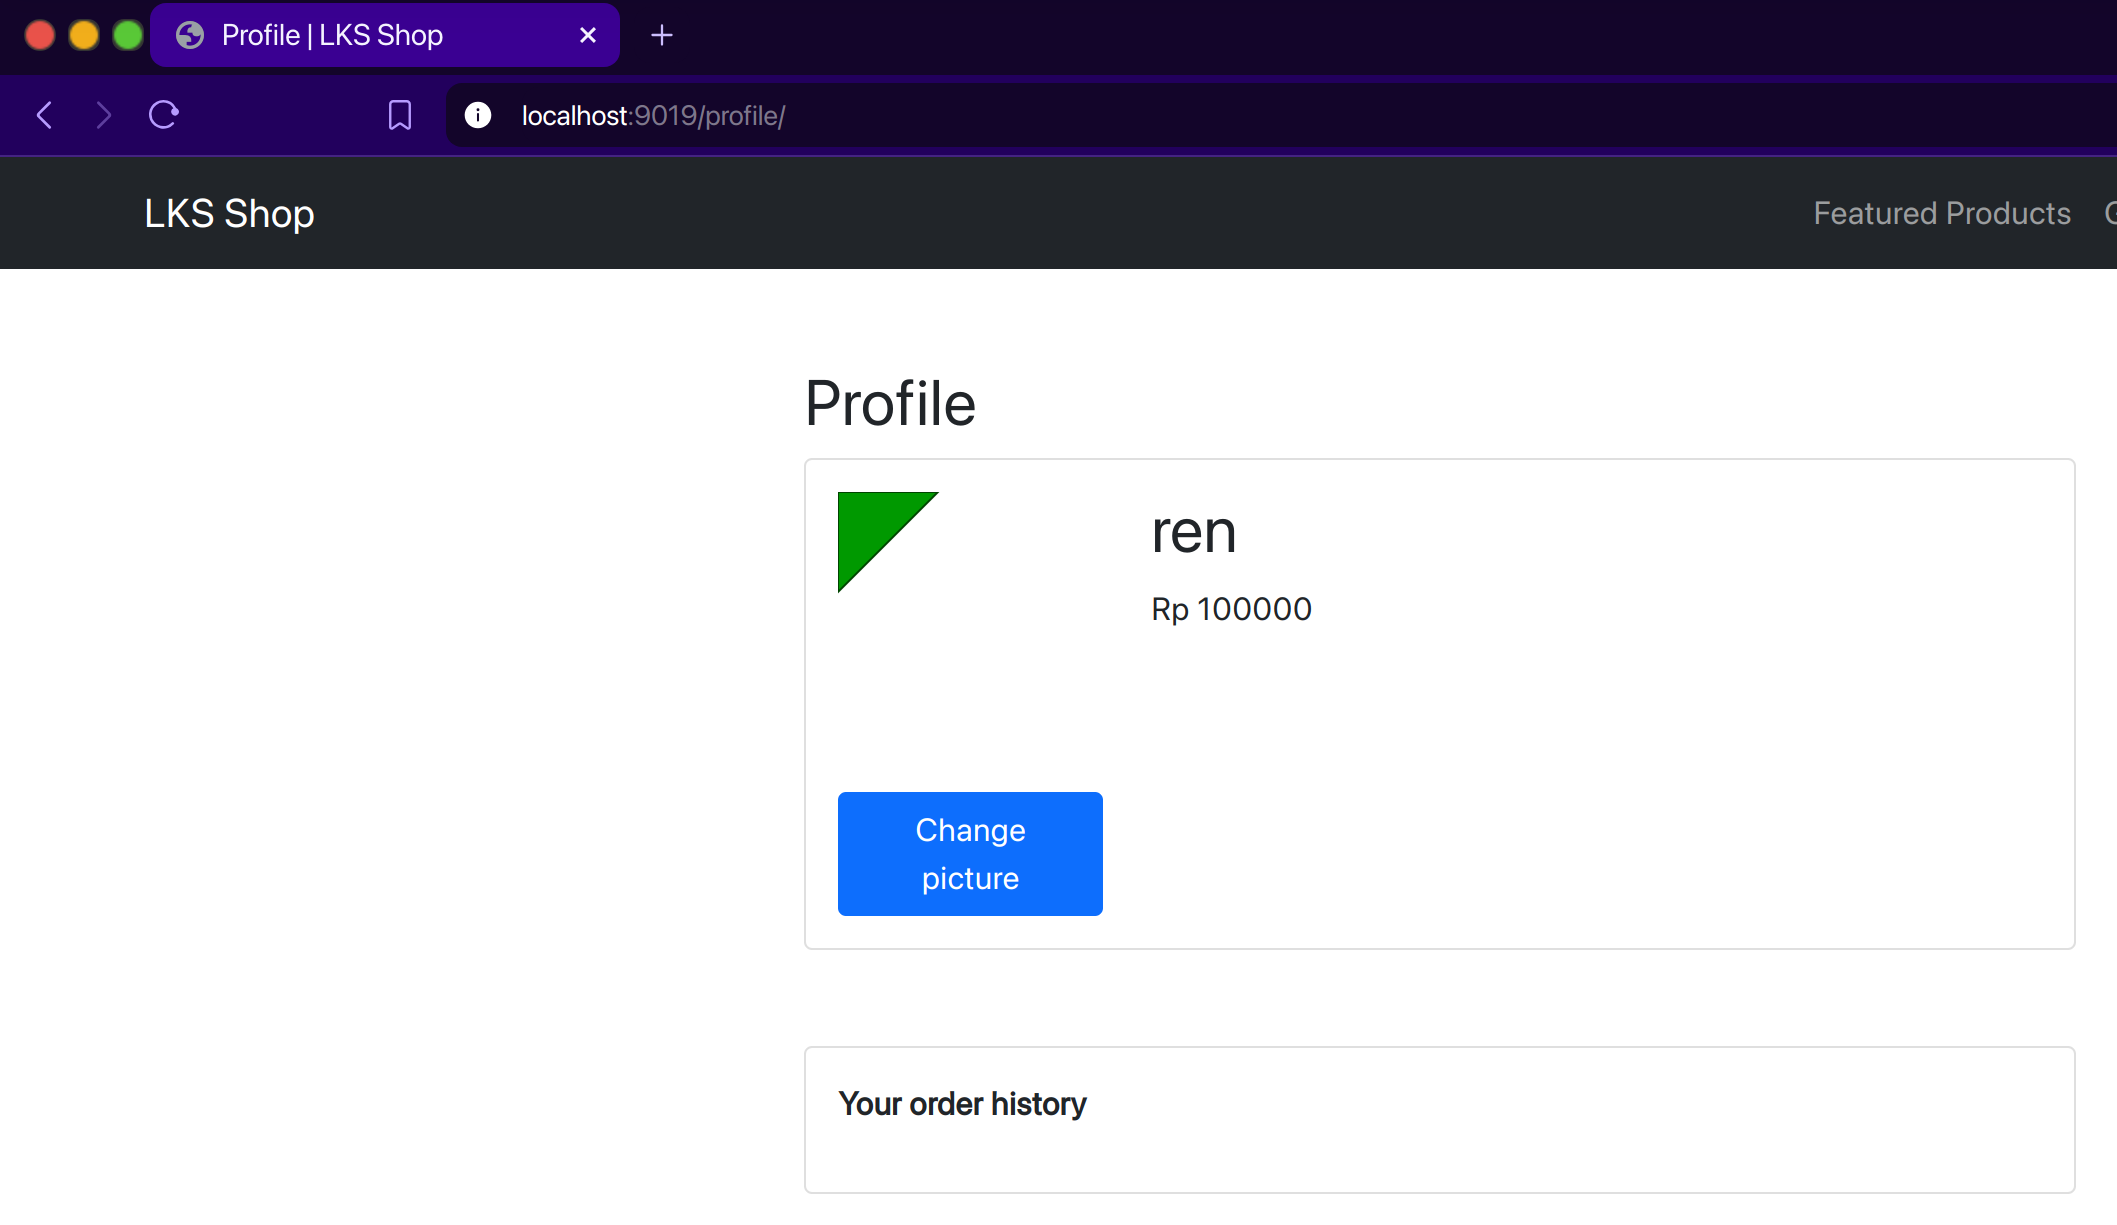 Profile | LKS Shop
localhost:9019/profile/
LKS Shop
Featured Products
Profile
ren
Rp 100000
Change
picture
Your order history